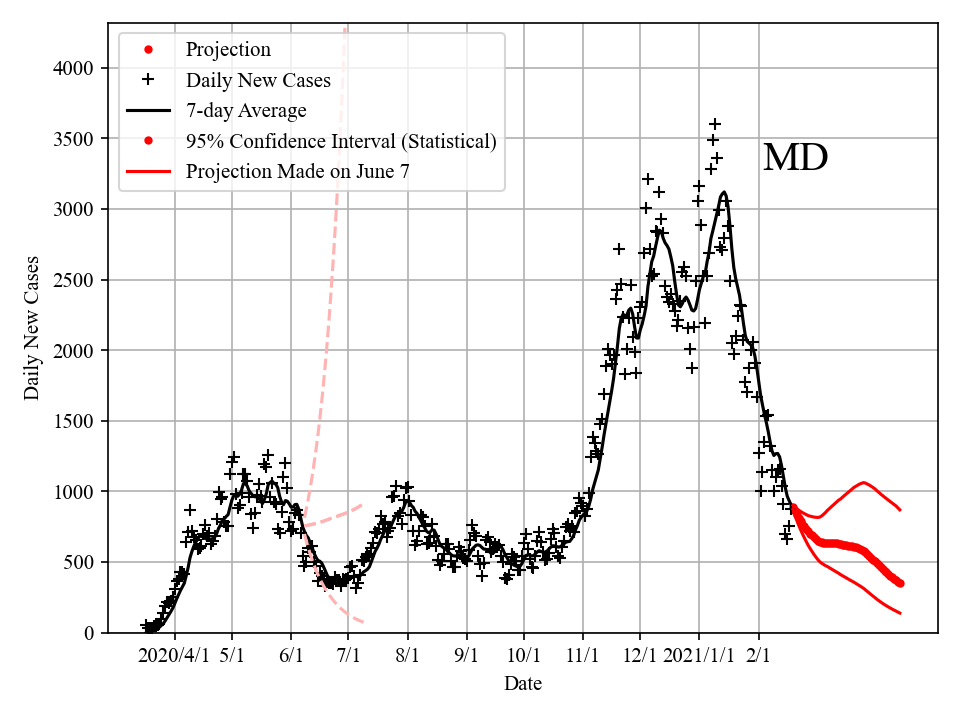 Projection
Daily New Cases
7-day Average
95% Confidence Interval (Statistical)
Projection Made on June 7
MD
4000
3500
3000
2500
2000
1500
1000
500
0
Daily New Cases
2020/4/1 5/1 6/1 7/1 8/1 9/1 10/1 11/1 12/1 2021/1/1 2/1
Date